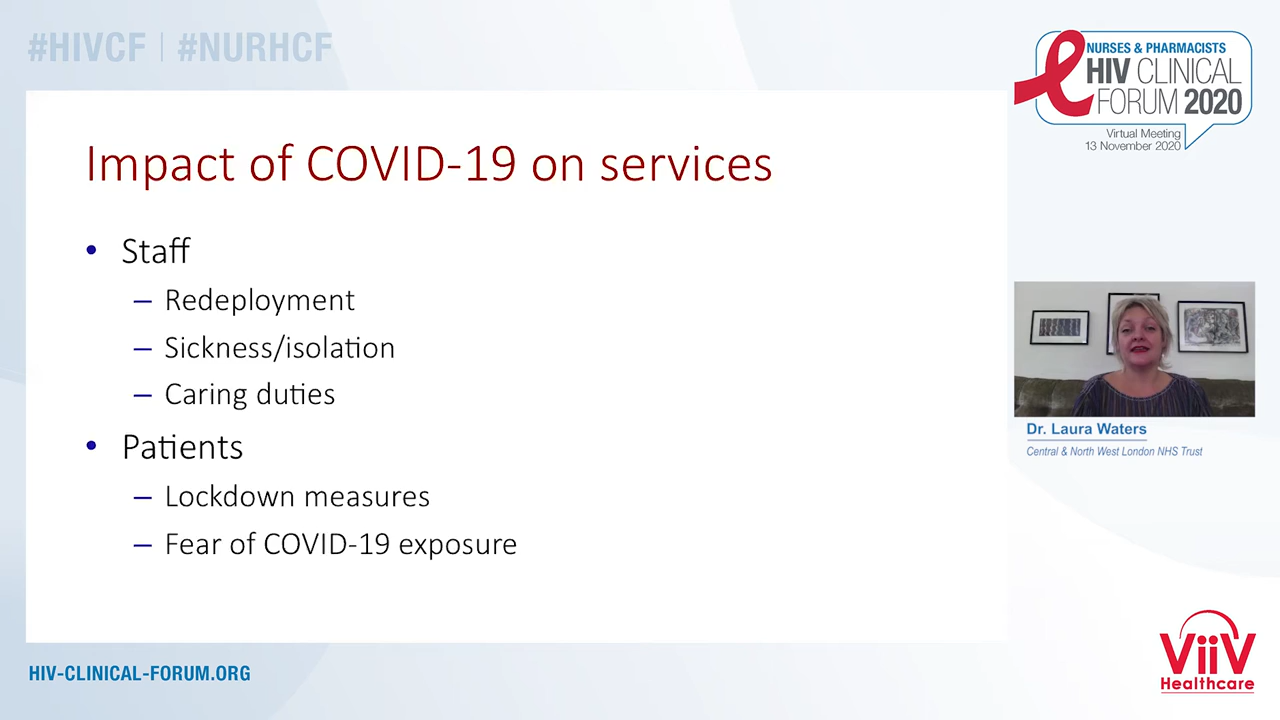 #HIVCF | #NURHCF
NURSES & PHARMACISTS
HIV CLINICAL
FORUM 2020
Virtual Meeting
13 November 2020
Impact of COVID-19 on services
• Staff
– Redeployment
– Sickness/isolation
– Caring duties
• Patients
– Lockdown measures
– Fear of COVID-19 exposure
Dr. Laura Waters
Central & North West London NHS Trust
HIV-CLINICAL-FORUM.ORG
ViiV
Healthcare